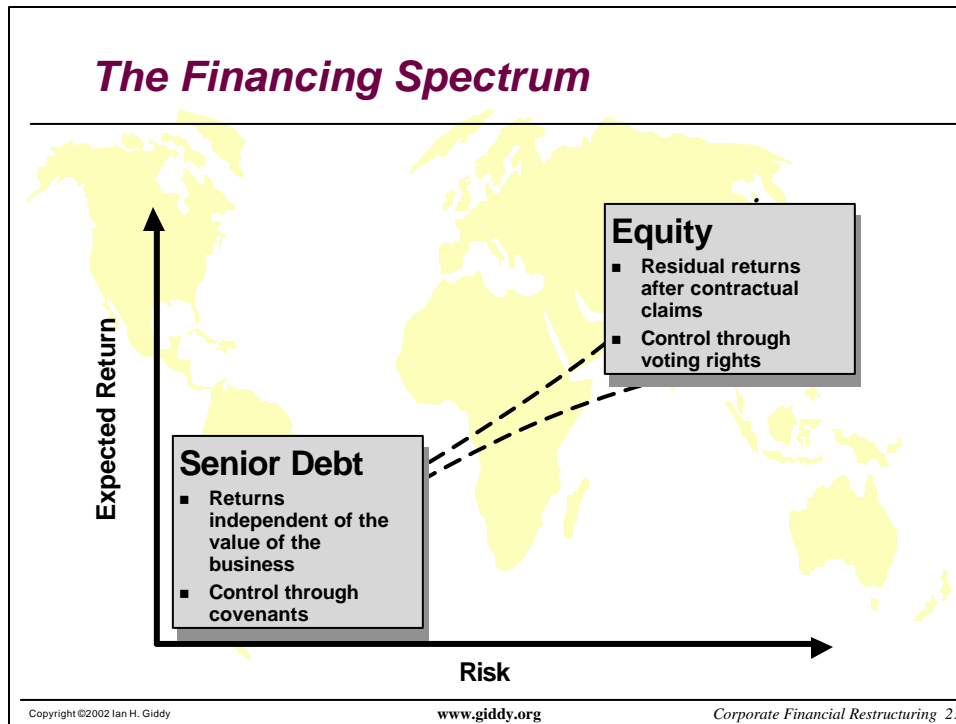 The Financing Spectrum
Expected Return
Equity
■ Residual returns
after contractual
claims
■ Control through
voting rights
Senior Debt
■ Returns
independent of the
value of the
business
■ Control through
covenants
Risk
Copyright ©2002 Ian H. Giddy
www.giddy.org
Corporate Financial Restructuring 2